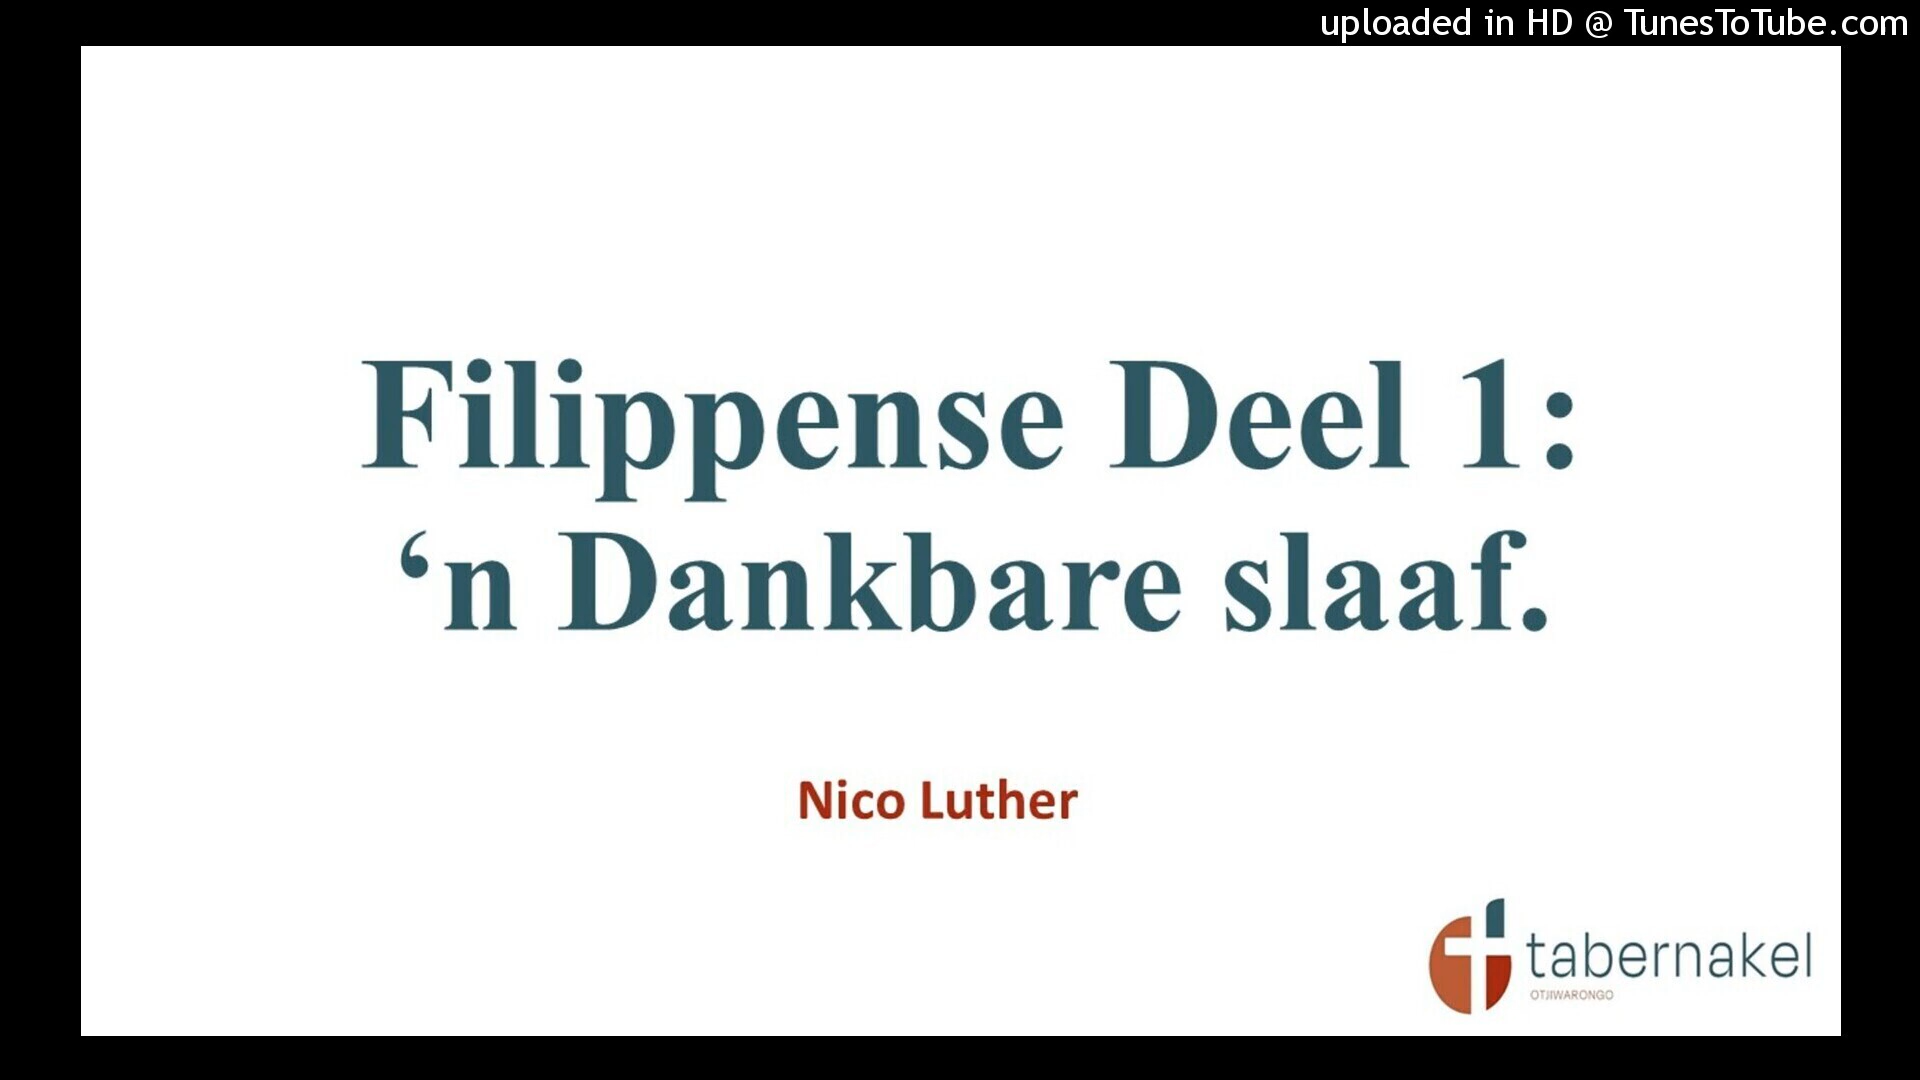 uploaded in HD @ TunesToTube.com
Filippense Deel 1:
‘n Dankbare slaaf.
Nico Luther
tabernakel
OTJIWARONGO